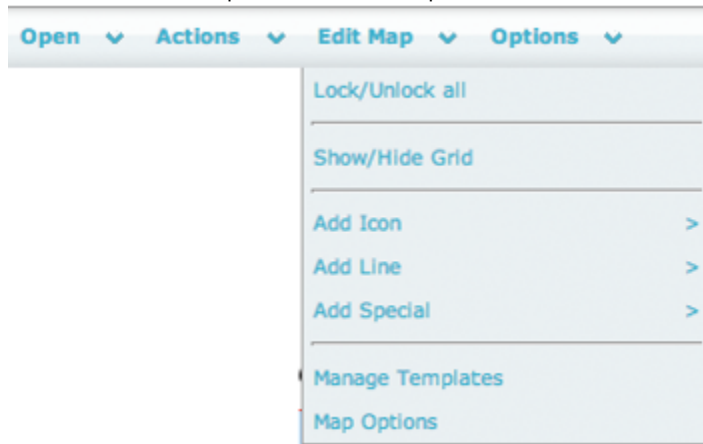 Open Actions Edit Map Options
Lock/Unlock all
Show/Hide Grid
Add Icon >
Add Line >
Add Special >
Manage Templates
Map Options